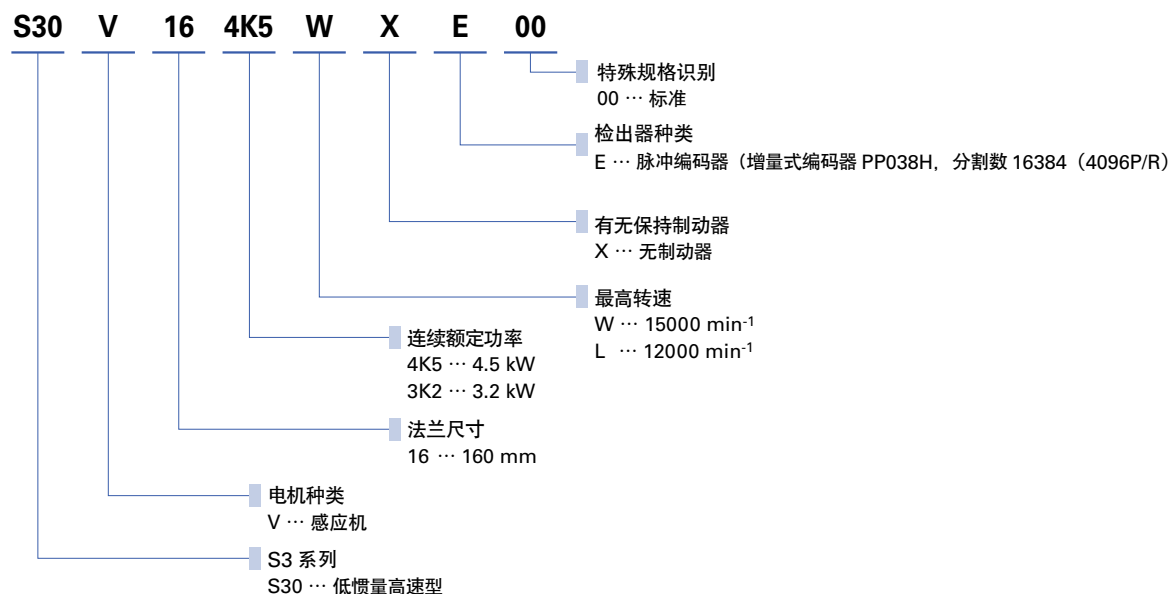 S30 V 16 4K5 W X E 00
特殊规格识别
00 … 标准
检出器种类
E … 脉冲编码器（增量式编码器 PP038H，分割数 16384（4096P/R）
有无保持制动器
X … 无制动器
最高转速
W … 15000 min-1
L … 12000 min-1
连续额定功率
4K5 … 4.5 kW
3K2 … 3.2 kW
法兰尺寸
16 … 160 mm
电机种类
V … 感应机
S3 系列
S30 … 低惯量高速型